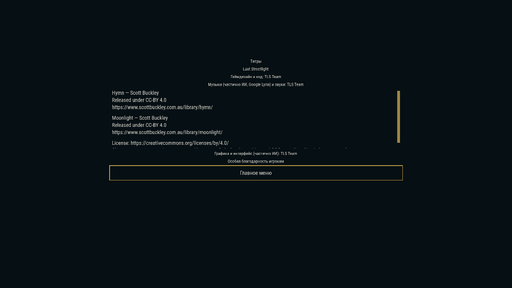 Титры
Last Streetlight
Геймдизайн и код: TLS Team
Музыка (частично ИИ, Google Lyria) и звуки: TLS Team
Hymn — Scott Buckley
Released under CC-BY 4.0
https://www.scottbuckley.com.au/library/hymn/
Moonlight — Scott Buckley
Released under CC-BY 4.0
https://www.scottbuckley.com.au/library/moonlight/
License: https://creativecommons.org/licenses/by/4.0/
Графика и интерфейс (частично ИИ): TLS Team
Особая благодарность игрокам
Главное меню